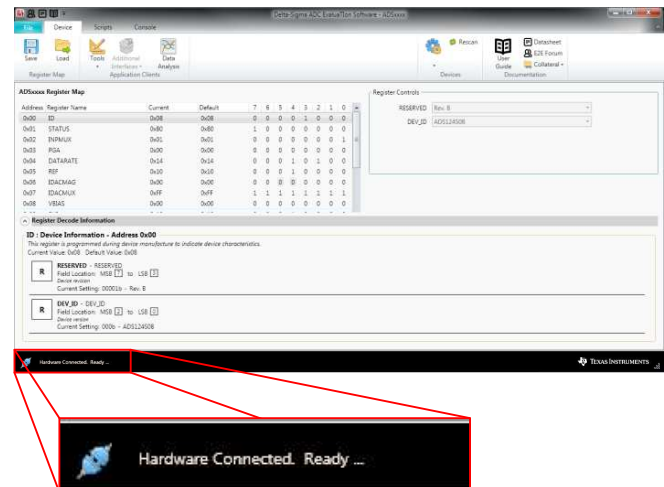 Delta-Sigma ADC Evaluation Software - ADSxxxx
File Device Scripts Console
Save Load Tools Additional Interfaces Data Analysis Rescan User Guide Datasheet E2E Forum Collateral
Register Map Application Clients Devices Documentation
ADSxxxx Register Map
Register Controls
Address Register Name Current Default 7 6 5 4 3 2 1 0
RESERVED Rev. B
DEV_ID ADS124S08
0x00 ID 0x08 0x08 0 0 0 0 1 0 0 0
0x01 STATUS 0x80 0x80 1 0 0 0 0 0 0 0
0x02 INPMUX 0x01 0x01 0 0 0 0 0 0 0 1
0x03 PGA 0x00 0x00 0 0 0 0 0 0 0 0
0x04 DATARATE 0x14 0x14 0 0 0 1 0 1 0 0
0x05 REF 0x10 0x10 0 0 0 1 0 0 0 0
0x06 IDACMAG 0x00 0x00 0 0 0 0 0 0 0 0
0x07 IDACMUX 0xFF 0xFF 1 1 1 1 1 1 1 1
0x08 VBIAS 0x00 0x00 0 0 0 0 0 0 0 0
Register Decode Information
ID : Device Information - Address 0x00
This register is programmed during device manufacture to indicate device characteristics.
Current Value: 0x08 Default Value: 0x08
R
RESERVED - RESERVED
Field Location: MSB 7 to LSB 3
Device revision
Current Setting: 00001b - Rev. B
R
DEV_ID - DEV_ID
Field Location: MSB 2 to LSB 0
Device version
Current Setting: 000b - ADS124S08
Hardware Connected. Ready ...
TEXAS INSTRUMENTS
Hardware Connected. Ready ...